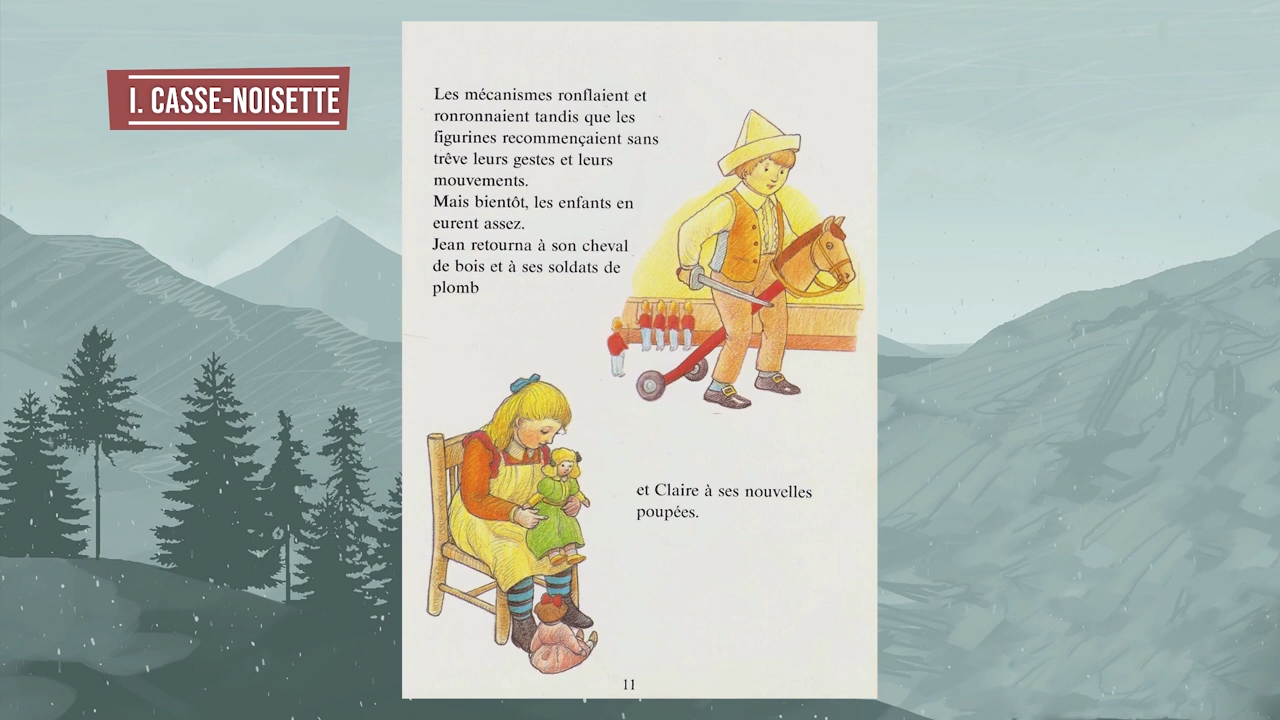 I. CASSE-NOISETTE
Les mécanismes ronflaient et
ronronnaient tandis que les
figurines recommençaient sans
trêve leurs gestes et leurs
mouvements.
Mais bientôt, les enfants en
eurent assez.
Jean retourna à son cheval
de bois et à ses soldats de
plomb
et Claire à ses nouvelles
poupées.
11